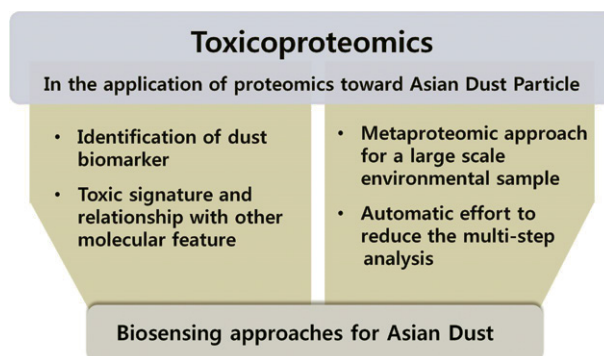 Toxicoproteomics
In the application of proteomics toward Asian Dust Particle
• Identification of dust
biomarker
• Toxic signature and
relationship with other
molecular feature
• Metaproteomic approach
for a large scale
environmental sample
• Automatic effort to
reduce the multi-step
analysis
Biosensing approaches for Asian Dust